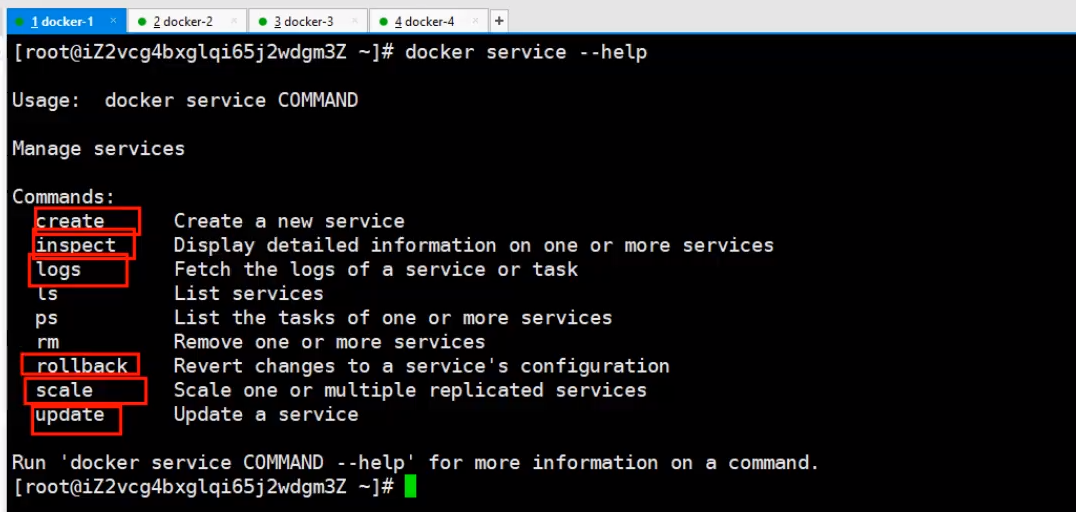 1 docker-1 × 2 docker-2 × 3 docker-3 × 4 docker-4 × +
[root@iZ2vcg4bxglqi65j2wdgm3Z ~]# docker service --help
Usage:  docker service COMMAND
Manage services
Commands:
  create      Create a new service
  inspect     Display detailed information on one or more services
  logs        Fetch the logs of a service or task
  ls          List services
  ps          List the tasks of one or more services
  rm          Remove one or more services
  rollback    Revert changes to a service's configuration
  scale       Scale one or multiple replicated services
  update      Update a service
Run 'docker service COMMAND --help' for more information on a command.
[root@iZ2vcg4bxglqi65j2wdgm3Z ~]#